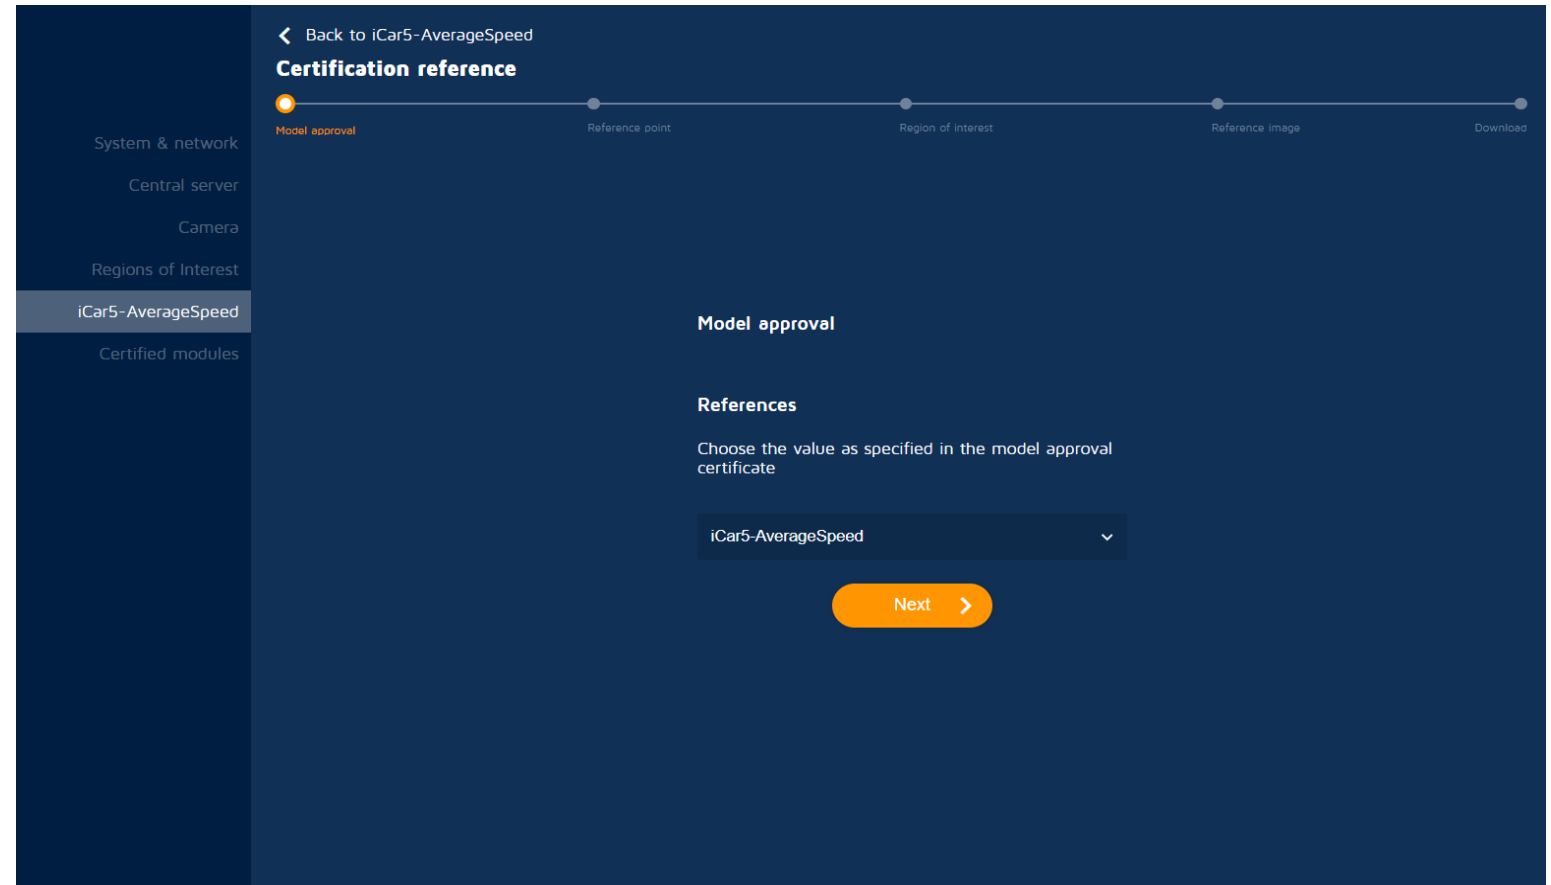 Back to iCar5-AverageSpeed
Certification reference
Model approval
Reference point
Region of interest
Reference image
Download
System & network
Central server
Camera
Regions of Interest
iCar5-AverageSpeed
Certified modules
Model approval
References
Choose the value as specified in the model approval
certificate
iCar5-AverageSpeed
Next